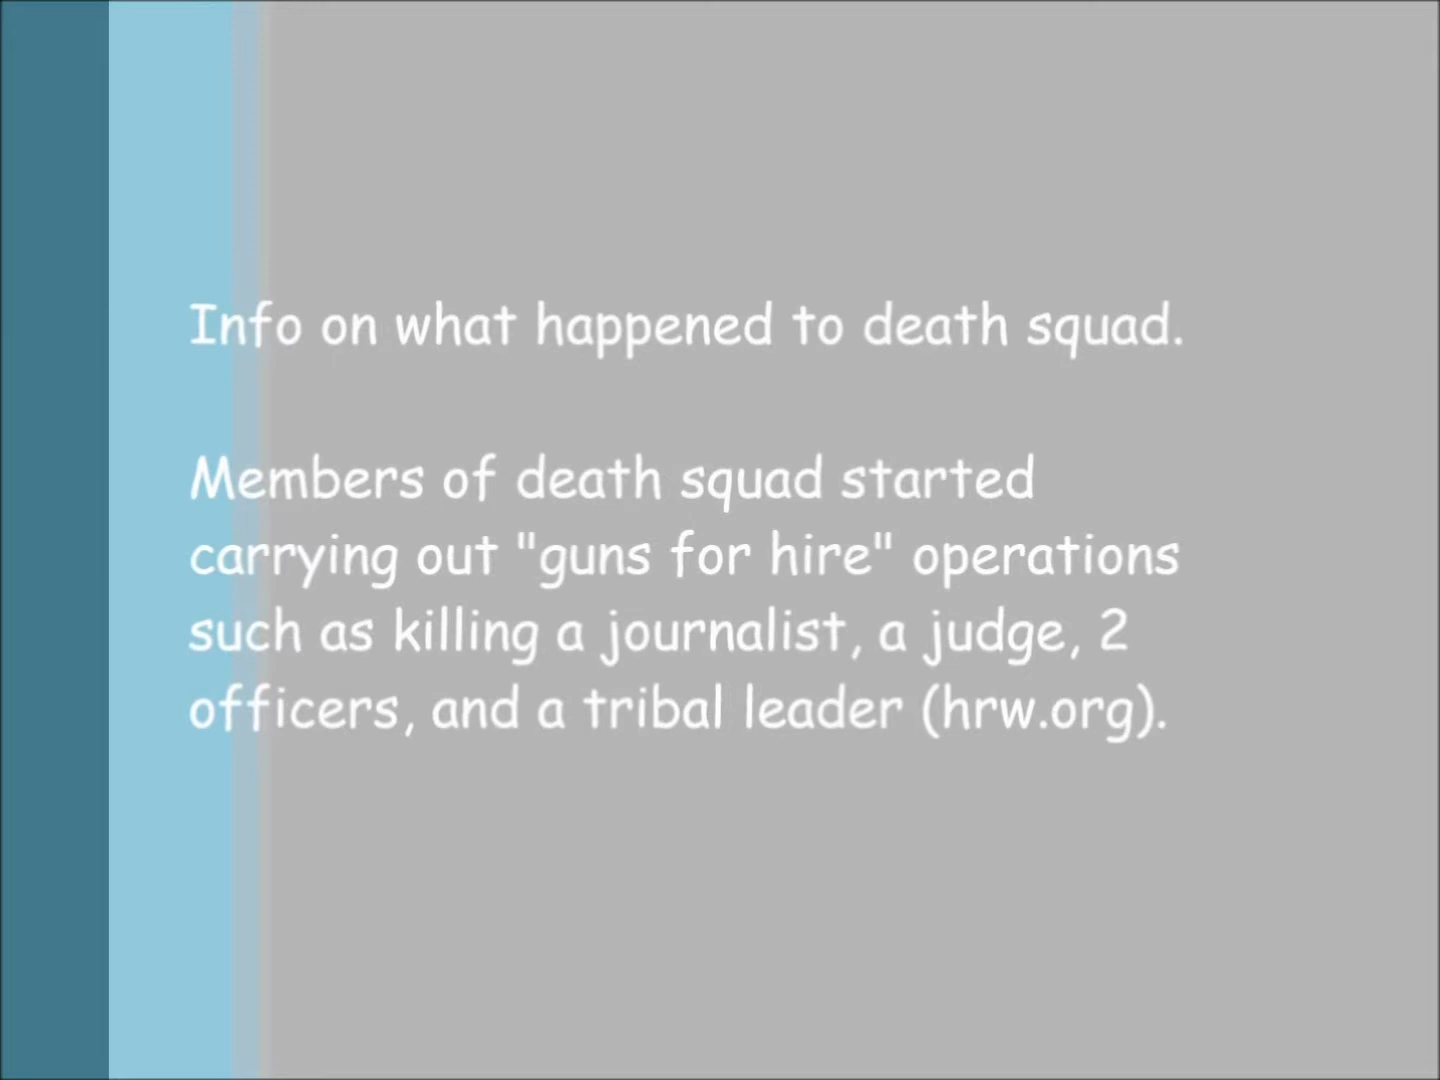 Info on what happened to death squad.
Members of death squad started
carrying out "guns for hire" operations
such as killing a journalist, a judge, 2
officers, and a tribal leader (hrw.org).